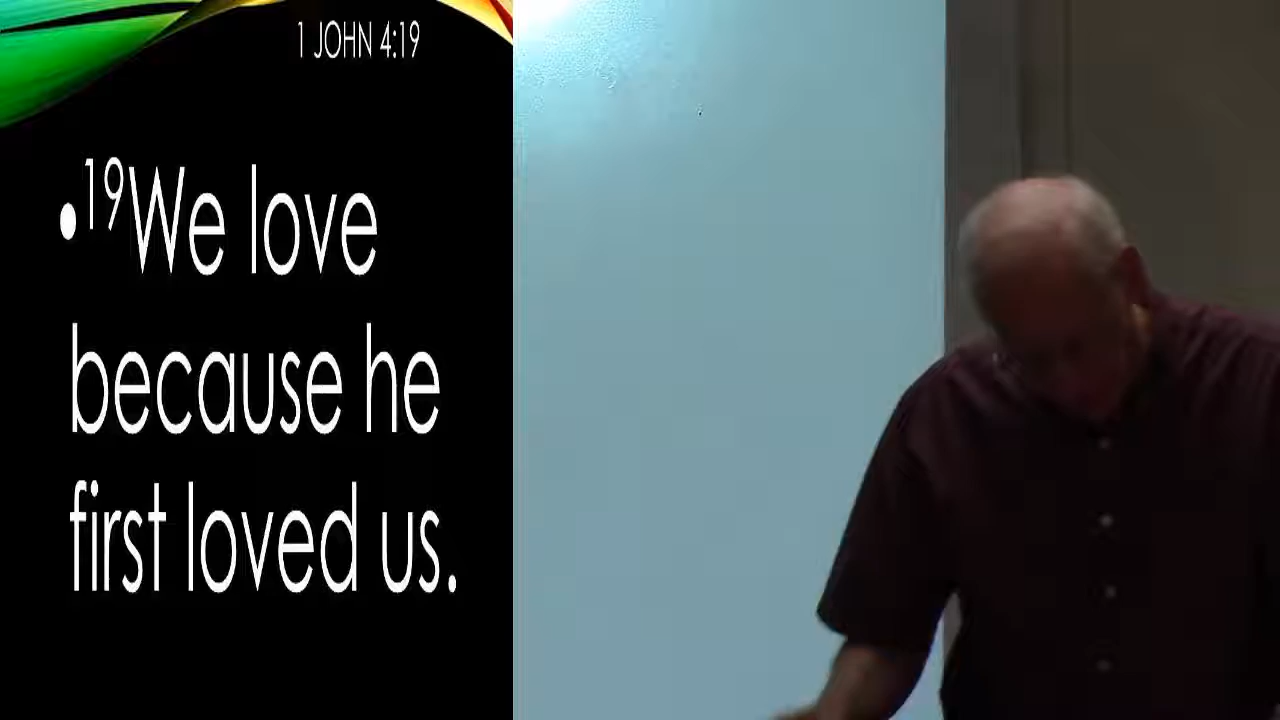 1 JOHN 4:19
•¹⁹We love
because he
first loved us.